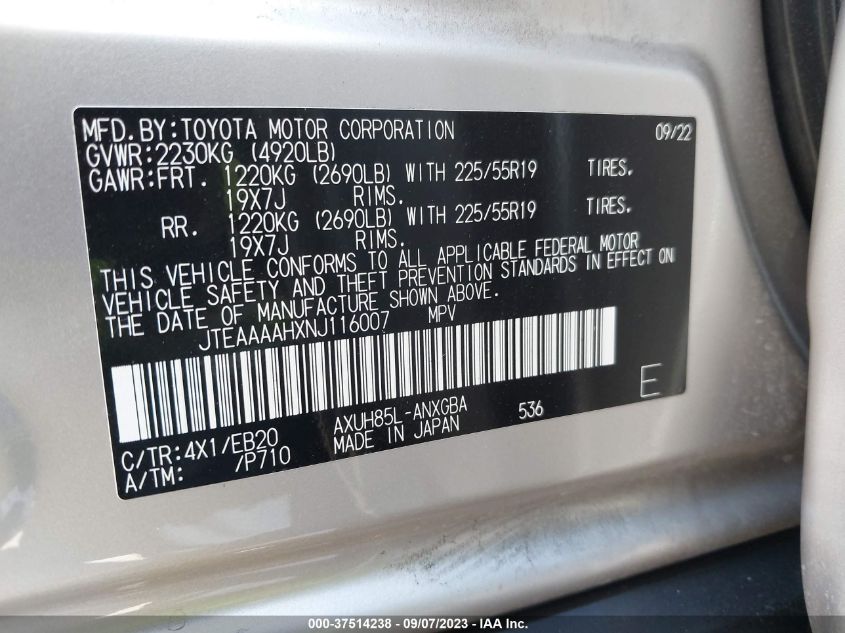 MFD.BY:TOYOTA MOTOR CORPORATION 09/22
GVWR:2230KG (4920LB)
GAWR:FRT. 1220KG (2690LB) WITH 225/55R19 TIRES.
19X7J RIMS.
RR. 1220KG (2690LB) WITH 225/55R19 TIRES.
19X7J RIMS.
THIS VEHICLE CONFORMS TO ALL APPLICABLE FEDERAL MOTOR
VEHICLE SAFETY AND THEFT PREVENTION STANDARDS IN EFFECT ON
THE DATE OF MANUFACTURE SHOWN ABOVE.
JTEAAAAHXNJ116007 MPV
C/TR:4X1/EB20 AXUH85L-ANXGBA 536 E
A/TM: /P710 MADE IN JAPAN
000-37514238 - 09/07/2023 - IAA Inc.